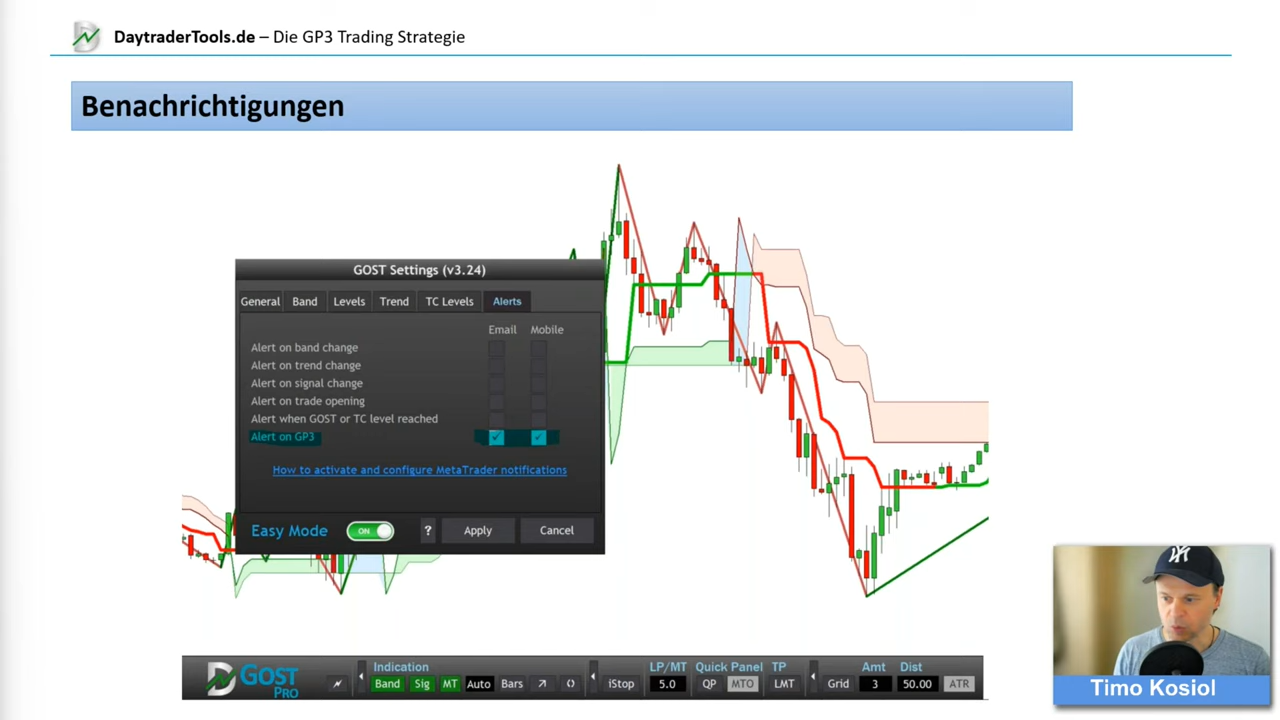 DaytraderTools.de – Die GP3 Trading Strategie
Benachrichtigungen
GOST Settings (v3.24)
General Band Levels Trend TC Levels Alerts
Email Mobile
Alert on band change
Alert on trend change
Alert on signal change
Alert on trade opening
Alert when GOST or TC level reached
Alert on GP3
How to activate and configure MetaTrader notifications
Easy Mode ON ? Apply Cancel
Timo Kosiol
GOST Pro
Indication LP/MT Quick Panel TP Amt Dist
Band Sig MT Auto Bars iStop 5.0 QP MTO LMT Grid 3 50.00 ATR